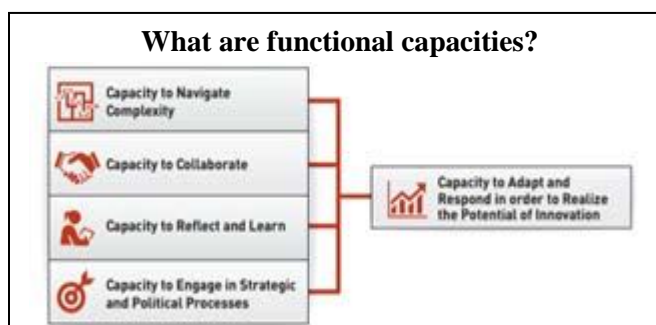 What are functional capacities?
Capacity to Navigate
Complexity
Capacity to Collaborate
Capacity to Reflect and Learn
Capacity to Engage in Strategic
and Political Processes
Capacity to Adapt and
Respond in order to Realize
the Potential of Innovation